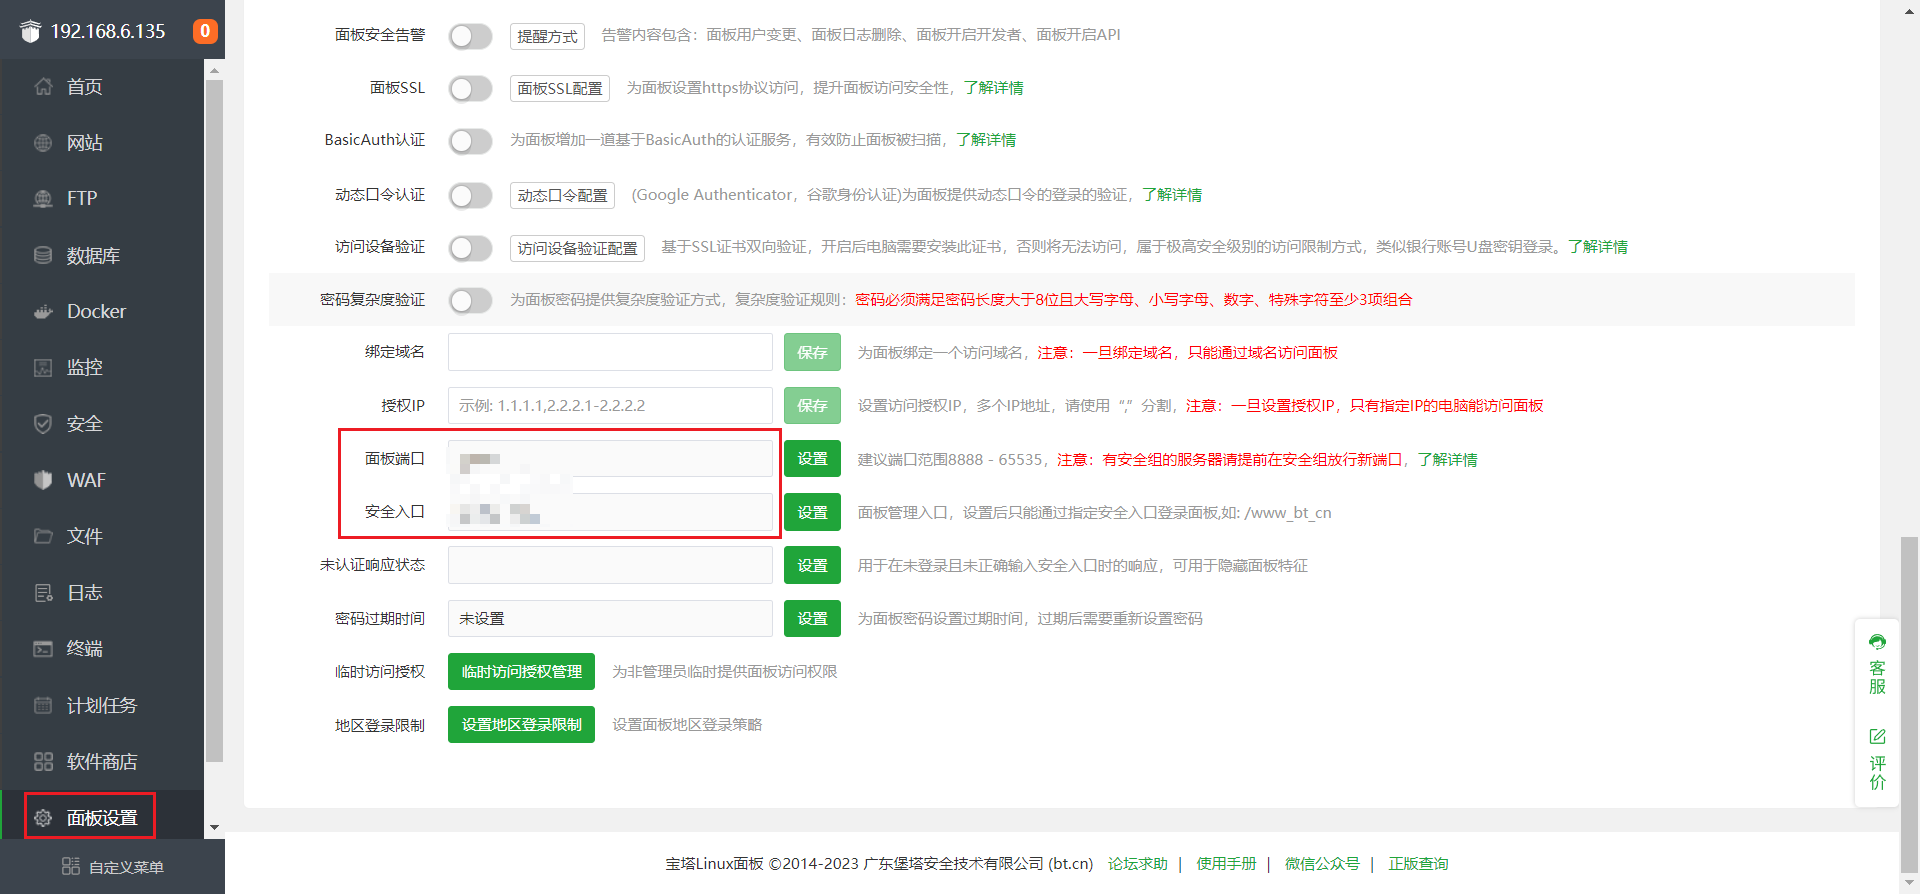 192.168.6.135
0
首页
网站
FTP
数据库
Docker
监控
安全
WAF
文件
日志
终端
计划任务
软件商店
面板设置
自定义菜单
面板安全告警 提醒方式 告警内容包含：面板用户变更、面板日志删除、面板开启开发者、面板开启API
面板SSL 面板SSL配置 为面板设置https协议访问，提升面板访问安全性，了解详情
BasicAuth认证 为面板增加一道基于BasicAuth的认证服务，有效防止面板被扫描，了解详情
动态口令认证 动态口令配置 (Google Authenticator，谷歌身份认证)为面板提供动态口令的登录的验证，了解详情
访问设备验证 访问设备验证配置 基于SSL证书双向验证，开启后电脑需要安装此证书，否则将无法访问，属于极高安全级别的访问限制方式，类似银行账号U盘密钥登录。了解详情
密码复杂度验证 为面板密码提供复杂度验证方式，复杂度验证规则：密码必须满足密码长度大于8位且大写字母、小写字母、数字、特殊字符至少3项组合
绑定域名 保存 为面板绑定一个访问域名，注意：一旦绑定域名，只能通过域名访问面板
授权IP 示例: 1.1.1.1,2.2.2.1-2.2.2.2 保存 设置访问授权IP，多个IP地址，请使用 “,” 分割，注意：一旦设置授权IP，只有指定IP的电脑能访问面板
面板端口 设置 建议端口范围8888 - 65535，注意：有安全组的服务器请提前在安全组放行新端口，了解详情
安全入口 设置 面板管理入口，设置后只能通过指定安全入口登录面板,如: /www_bt_cn
未认证响应状态 设置 用于在未登录且未正确输入安全入口时的响应，可用于隐藏面板特征
密码过期时间 未设置 设置 为面板密码设置过期时间，过期后需要重新设置密码
临时访问授权 临时访问授权管理 为非管理员临时提供面板访问权限
地区登录限制 设置地区登录限制 设置面板地区登录策略
客服
评价
宝塔Linux面板 ©2014-2023 广东堡塔安全技术有限公司 (bt.cn) 论坛求助 | 使用手册 | 微信公众号 | 正版查询